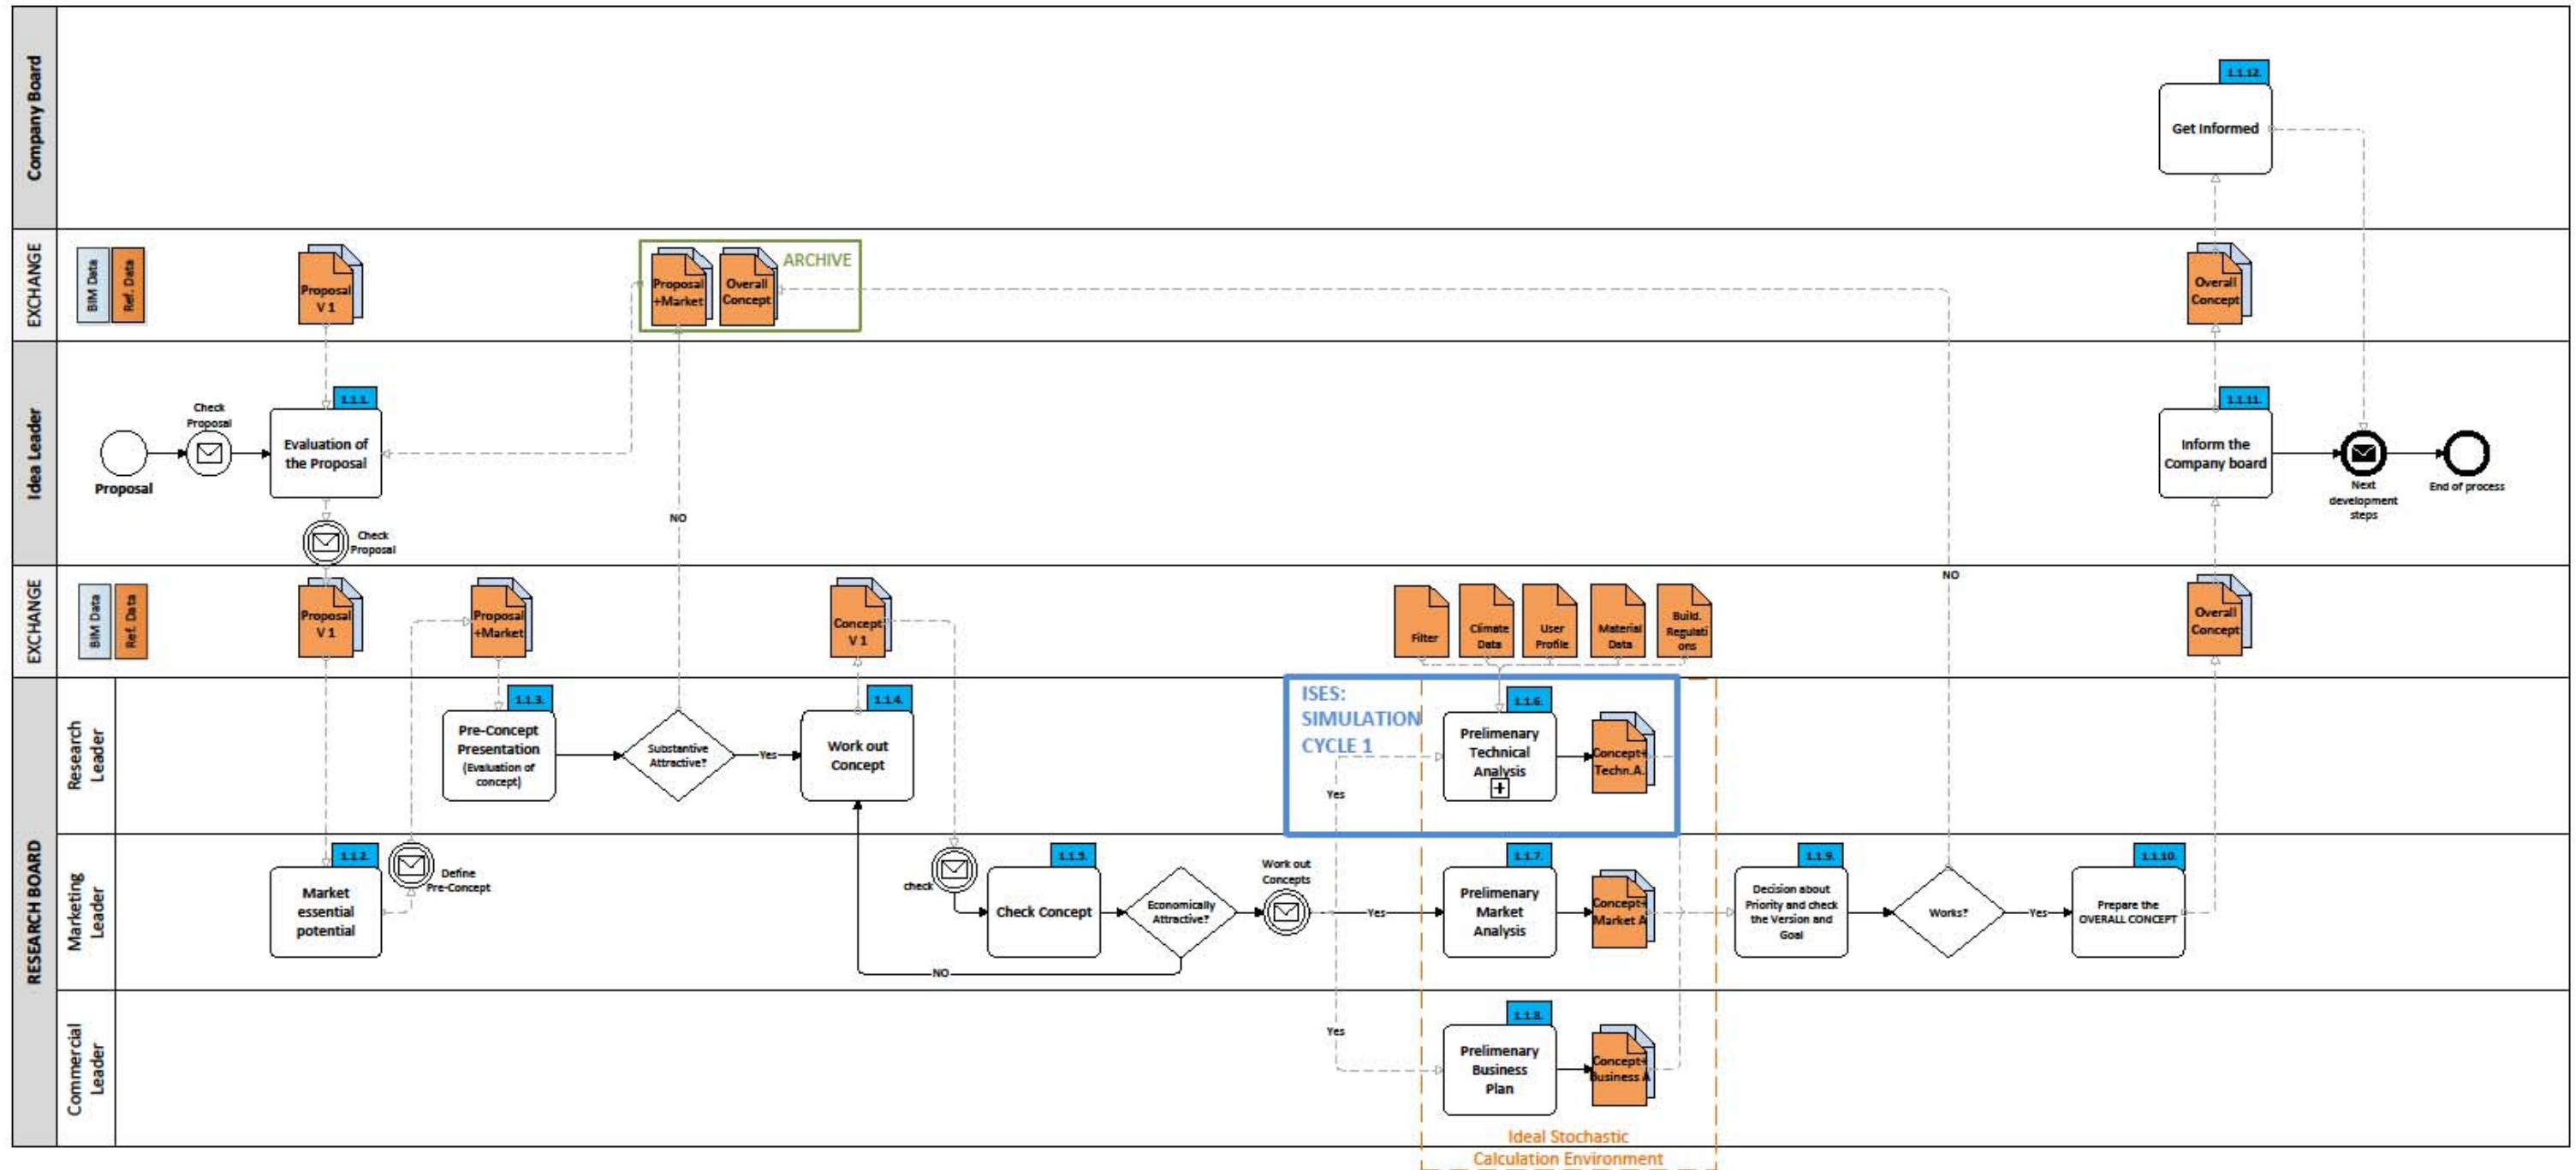 Company Board
1.1.12.
Get Informed
EXCHANGE
BIM Data
Ref. Data
Proposal
V 1
Proposal
+Market
Overall
Concept
ARCHIVE
Overall
Concept
Idea Leader
Proposal
Check
Proposal
1.1.1.
Evaluation of
the Proposal
Check
Proposal
NO
1.1.11.
Inform the
Company board
Next
development
steps
End of process
EXCHANGE
BIM Data
Ref. Data
Proposal
V 1
Proposal
+Market
Concept
V 1
Filter
Climate
Data
User
Profile
Material
Data
Build.
Regulati
ons
NO
Overall
Concept
RESEARCH BOARD
Research
Leader
1.1.3.
Pre-Concept
Presentation
(Evaluation of
concept)
Substantive
Attractive?
Yes
1.1.4.
Work out
Concept
ISES:
SIMULATION
CYCLE 1
Yes
1.1.6.
Prelimenary
Technical
Analysis
Concept+
Techn.A.
Marketing
Leader
1.1.2.
Market
essential
potential
Define
Pre-Concept
check
1.1.5.
Check Concept
Economically
Attractive?
NO
Work out
Concepts
Yes
1.1.7.
Prelimenary
Market
Analysis
Concept+
Market A
1.1.9.
Decision about
Priority and check
the Version and
Goal
Works?
Yes
1.1.10.
Prepare the
OVERALL CONCEPT
Commercial
Leader
Yes
1.1.8.
Prelimenary
Business
Plan
Concept+
Business A
Ideal Stochastic
Calculation Environment